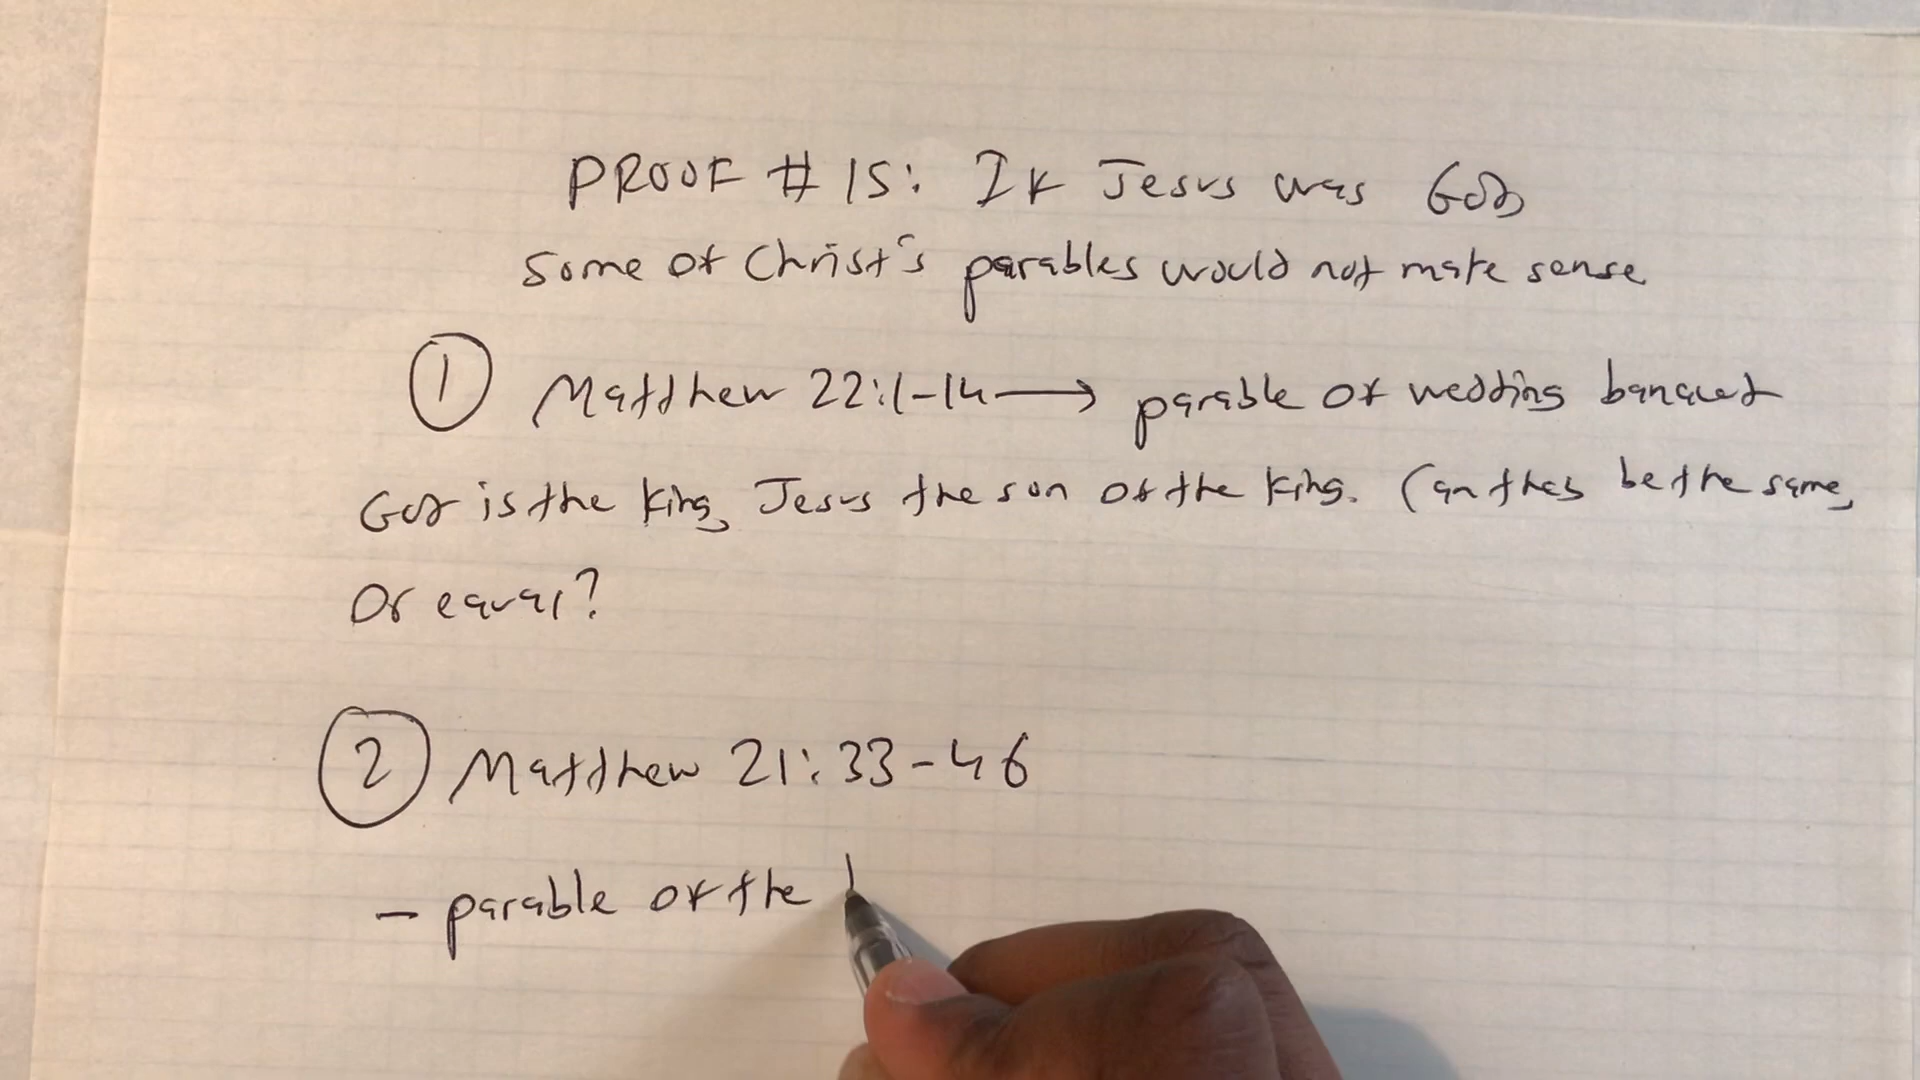 PROOF #15: If Jesus was God
some of Christ's parables would not make sense
1 Matthew 22:1-14 → parable of wedding banquet
God is the king, Jesus the son of the king. Can they be the same,
or equal?
2 Matthew 21:33-46
- parable of the